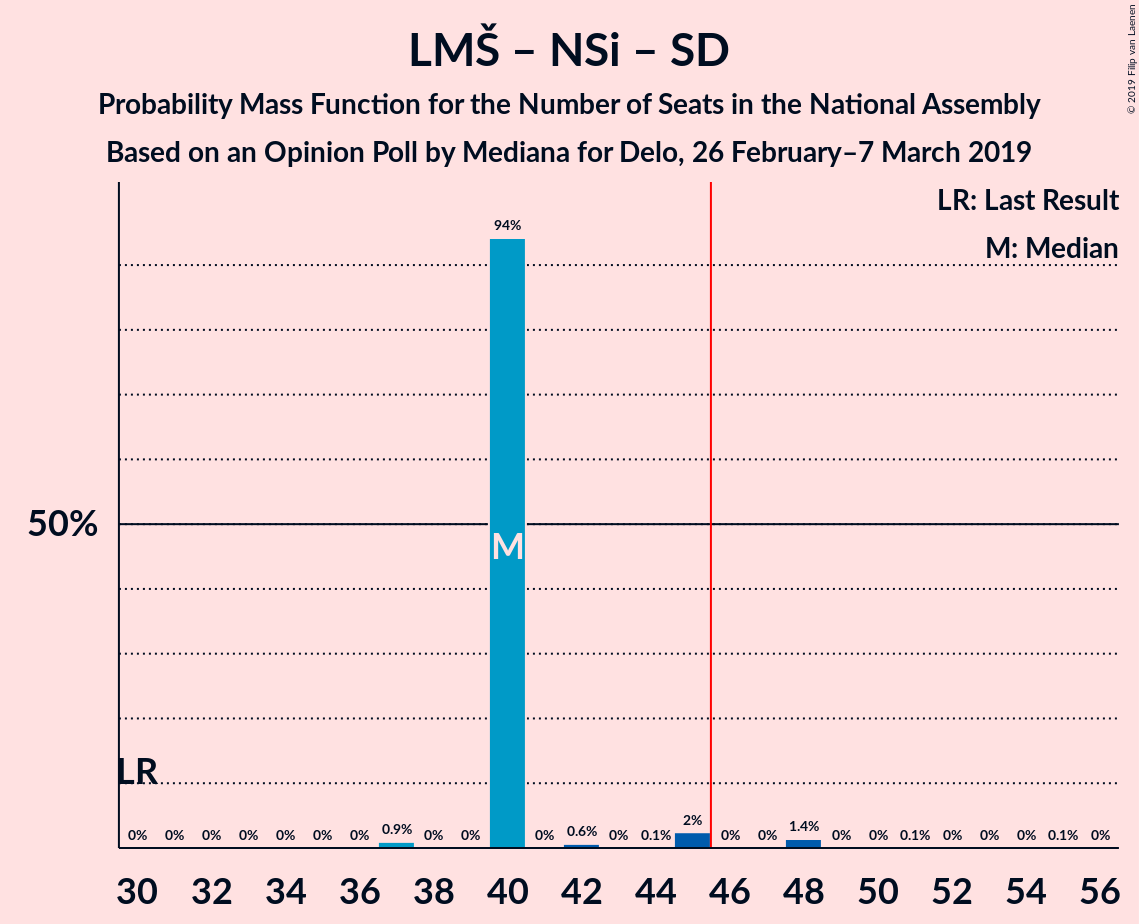 LMŠ – NSi – SD
Probability Mass Function for the Number of Seats in the National Assembly
Based on an Opinion Poll by Mediana for Delo, 26 February–7 March 2019
© 2019 Filip van Laenen
LR: Last Result
M: Median
50%
M
LR
0% 0% 0% 0% 0% 0% 0% 0.9% 0% 0% 94% 0% 0.6% 0% 0.1% 2% 0% 0% 1.4% 0% 0% 0.1% 0% 0% 0% 0.1% 0%
30 32 34 36 38 40 42 44 46 48 50 52 54 56